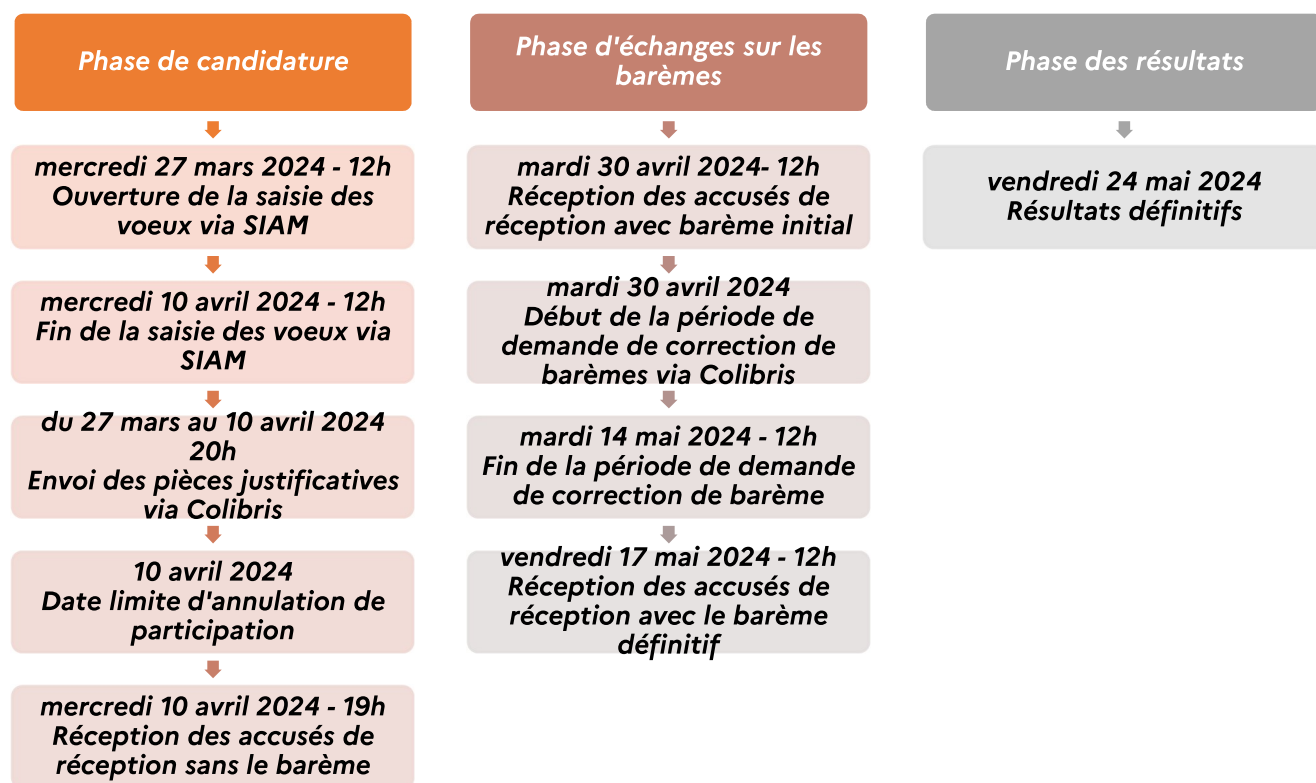 Phase de candidature
mercredi 27 mars 2024 - 12h
Ouverture de la saisie des
voeux via SIAM
mercredi 10 avril 2024 - 12h
Fin de la saisie des voeux via
SIAM
du 27 mars au 10 avril 2024
20h
Envoi des pièces justificatives
via Colibris
10 avril 2024
Date limite d'annulation de
participation
mercredi 10 avril 2024 - 19h
Réception des accusés de
réception sans le barème
Phase d'échanges sur les
barèmes
mardi 30 avril 2024- 12h
Réception des accusés de
réception avec barème initial
mardi 30 avril 2024
Début de la période de
demande de correction de
barèmes via Colibris
mardi 14 mai 2024 - 12h
Fin de la période de demande
de correction de barème
vendredi 17 mai 2024 - 12h
Réception des accusés de
réception avec le barème
définitif
Phase des résultats
vendredi 24 mai 2024
Résultats définitifs